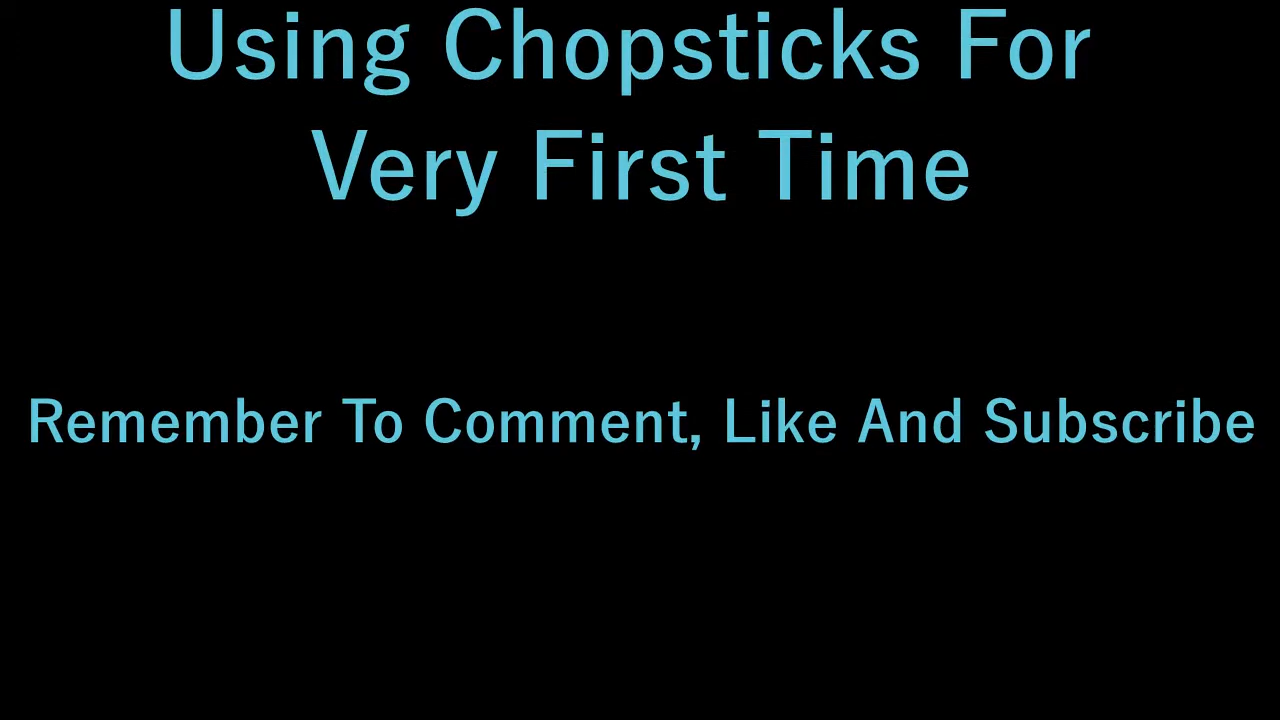 Using Chopsticks For
Very First Time
Remember To Comment, Like And Subscribe